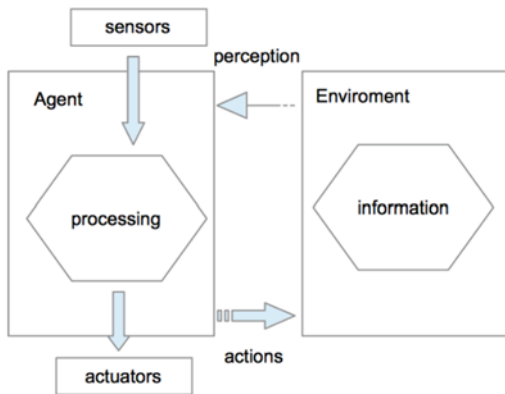 sensors
perception
Agent
Enviroment
processing
information
actions
actuators